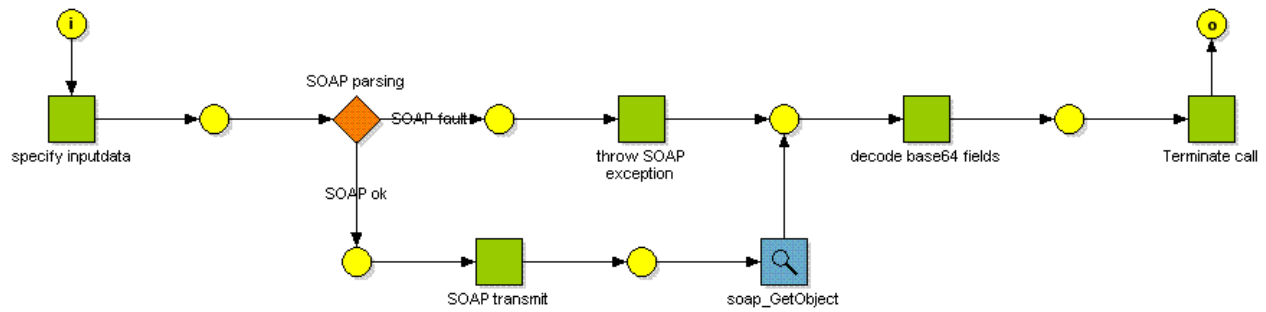 i
o
SOAP parsing
SOAP fault
specify inputdata
throw SOAP
exception
decode base64 fields
Terminate call
SOAP ok
SOAP transmit
soap_GetObject